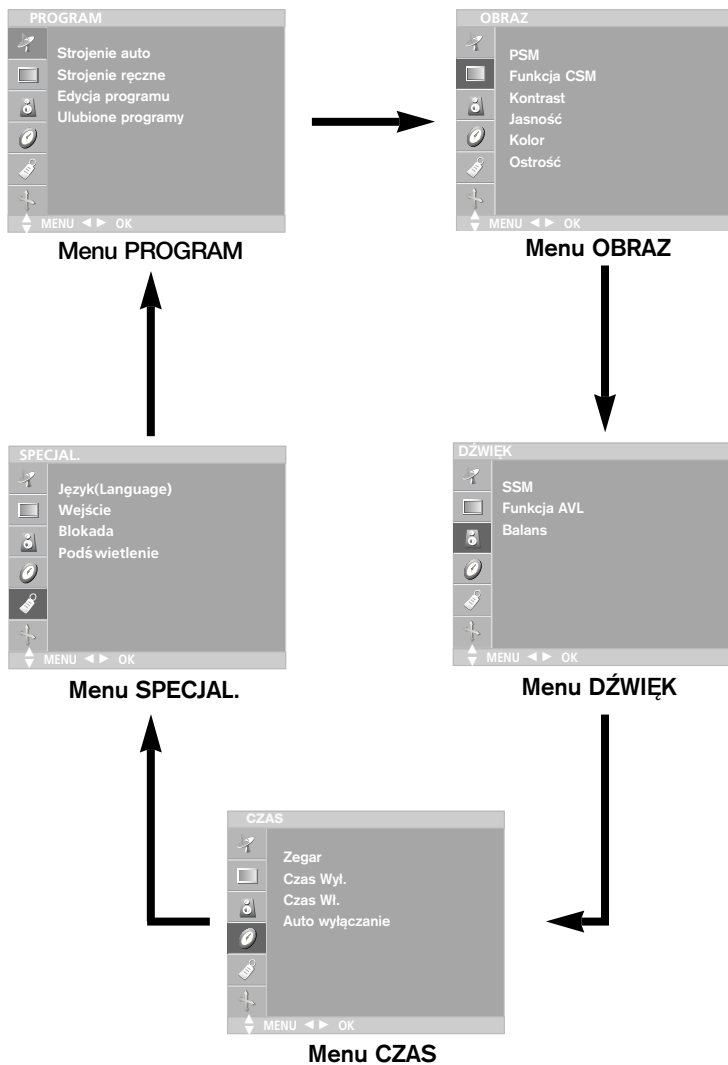 PROGRAM
Strojenie auto
Strojenie ręczne
Edycja programu
Ulubione programy
MENU ◄ ► OK
Menu PROGRAM
OBRAZ
PSM
Funkcja CSM
Kontrast
Jasność
Kolor
Ostrość
MENU ◄ ► OK
Menu OBRAZ
SPECJAL.
Język(Language)
Wejście
Blokada
Podświetlenie
MENU ◄ ► OK
Menu SPECJAL.
DŹWIĘK
SSM
Funkcja AVL
Balans
MENU ◄ ► OK
Menu DŹWIĘK
CZAS
Zegar
Czas Wył.
Czas Wł.
Auto wyłączanie
MENU ◄ ► OK
Menu CZAS